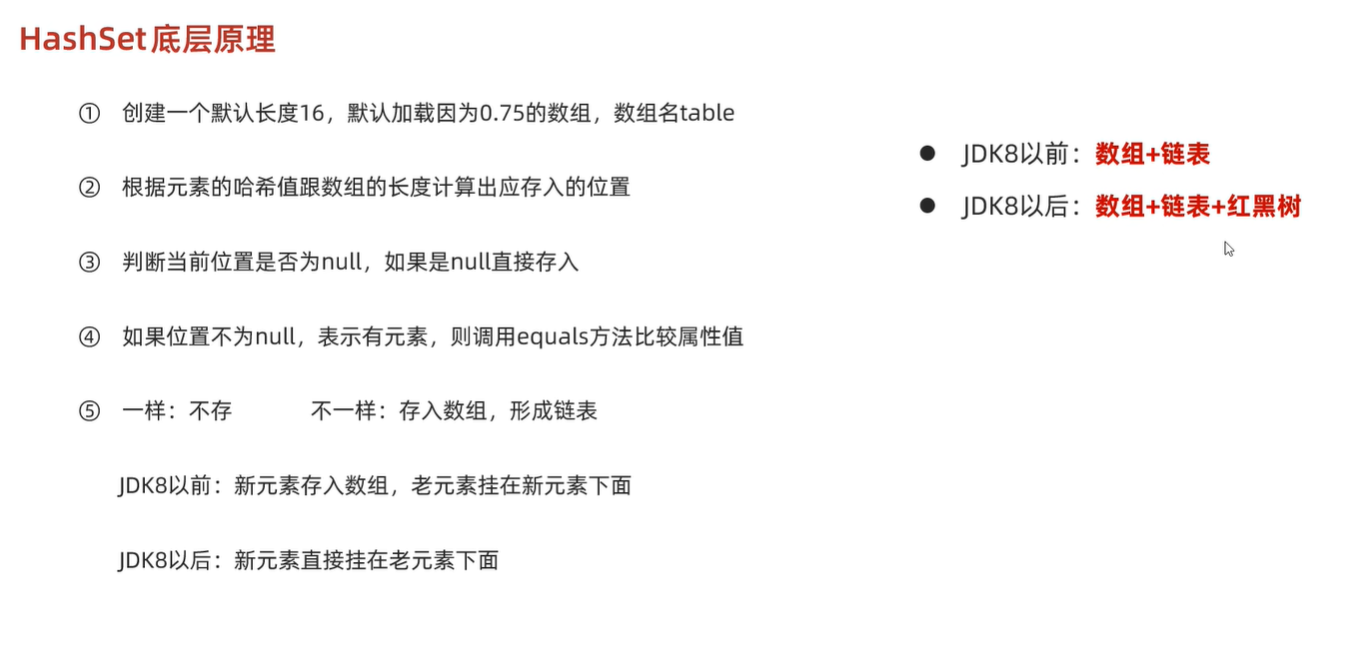 HashSet底层原理
① 创建一个默认长度16，默认加载因为0.75的数组，数组名table
② 根据元素的哈希值跟数组的长度计算出应存入的位置
③ 判断当前位置是否为null，如果是null直接存入
④ 如果位置不为null，表示有元素，则调用equals方法比较属性值
⑤ 一样：不存 不一样：存入数组，形成链表
JDK8以前：新元素存入数组，老元素挂在新元素下面
JDK8以后：新元素直接挂在老元素下面
● JDK8以前：数组+链表
● JDK8以后：数组+链表+红黑树